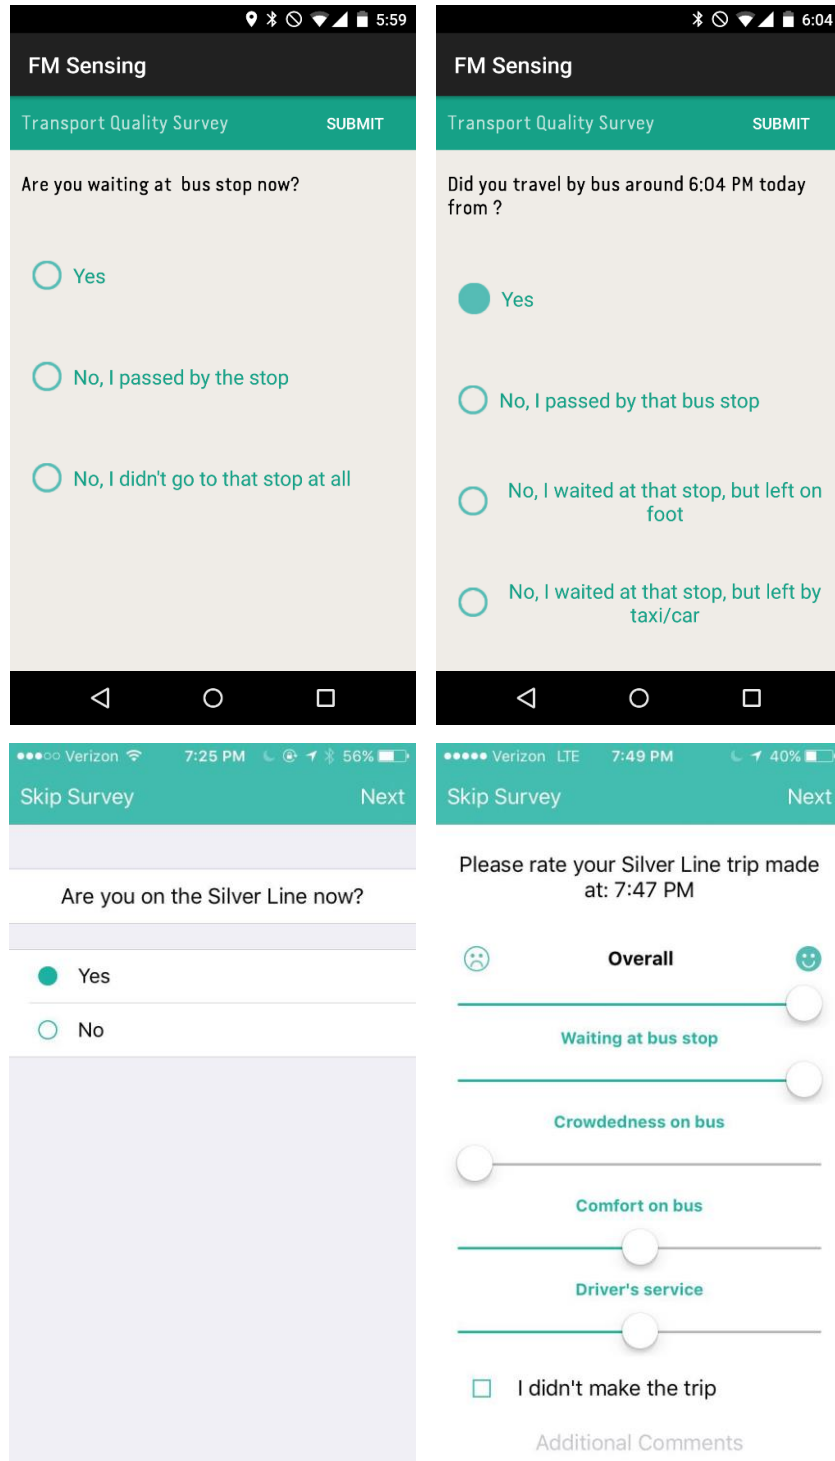 5:59
FM Sensing
Transport Quality Survey SUBMIT
Are you waiting at bus stop now?
Yes
No, I passed by the stop
No, I didn't go to that stop at all
6:04
FM Sensing
Transport Quality Survey SUBMIT
Did you travel by bus around 6:04 PM today
from ?
Yes
No, I passed by that bus stop
No, I waited at that stop, but left on
foot
No, I waited at that stop, but left by
taxi/car
Verizon 7:25 PM 56%
Skip Survey Next
Are you on the Silver Line now?
Yes
No
Verizon LTE 7:49 PM 40%
Skip Survey Next
Please rate your Silver Line trip made
at: 7:47 PM
Overall
Waiting at bus stop
Crowdedness on bus
Comfort on bus
Driver's service
I didn't make the trip
Additional Comments